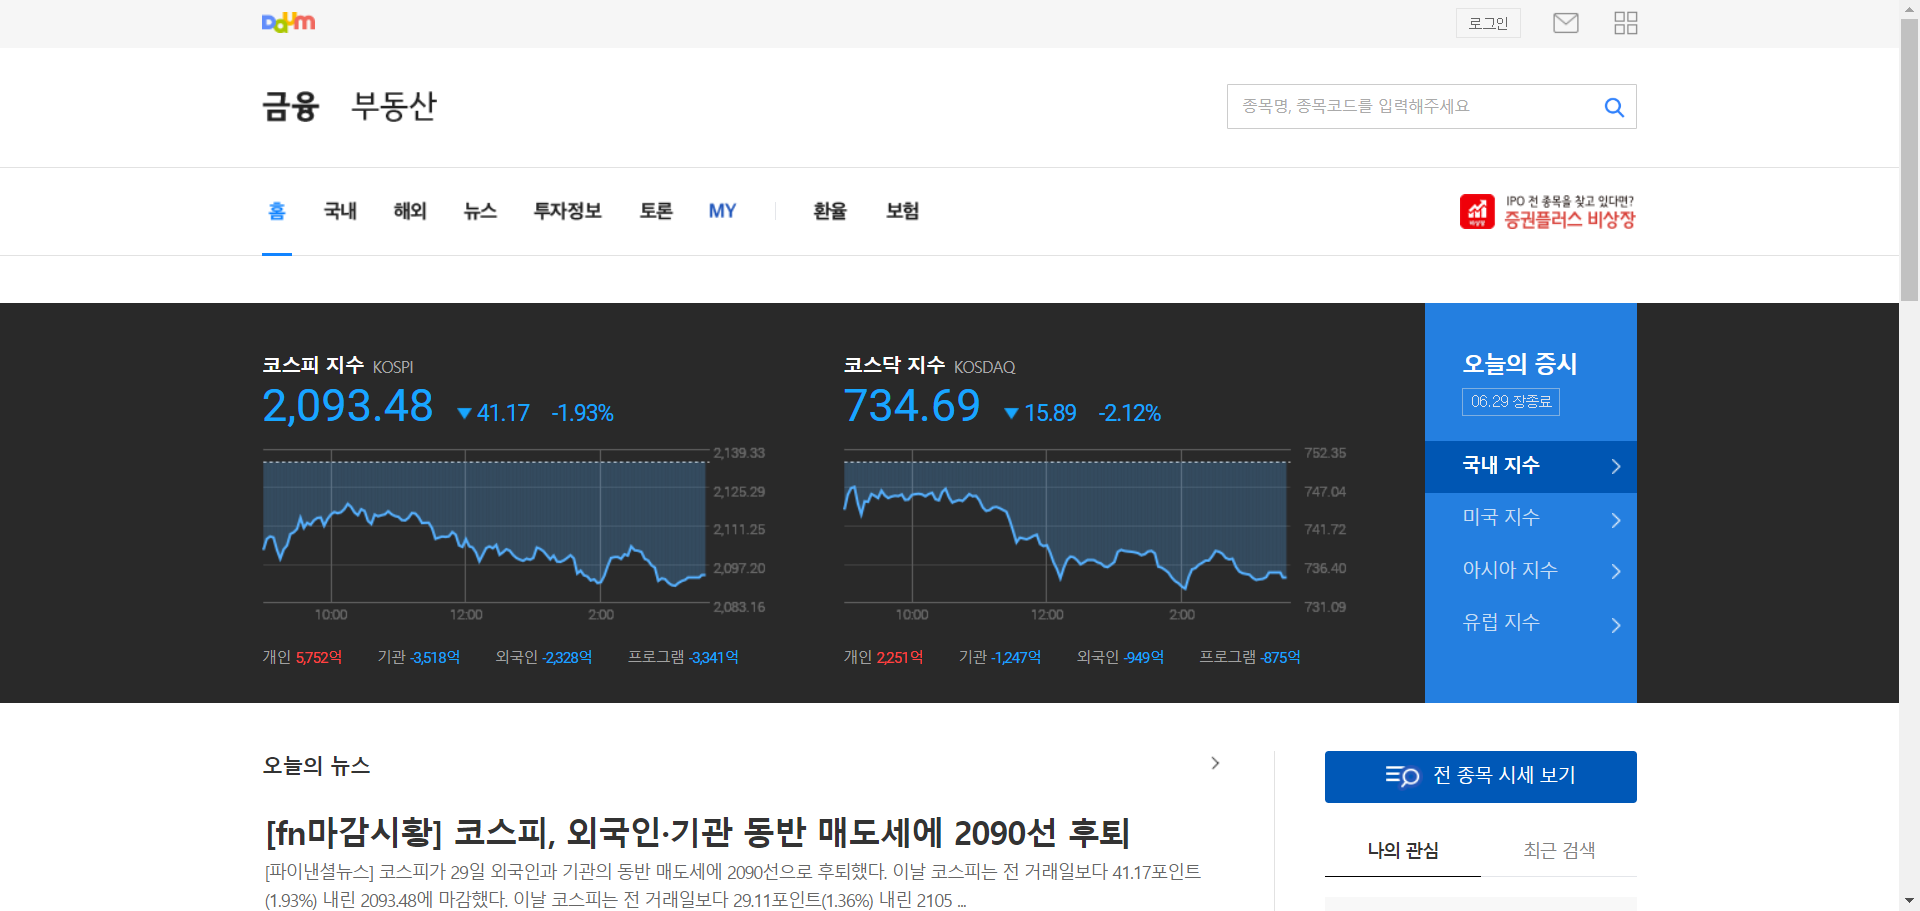 Daum
로그인
금융 부동산
종목명, 종목코드를 입력해주세요
홈 국내 해외 뉴스 투자정보 토론 MY 환율 보험
IPO 전 종목을 찾고 있다면?
비상장 증권플러스 비상장
코스피 지수 KOSPI
2,093.48 ▼41.17 -1.93%
2,139.33
2,125.29
2,111.25
2,097.20
2,083.16
10:00 12:00 2:00
개인 5,752억 기관 -3,518억 외국인 -2,328억 프로그램 -3,341억
코스닥 지수 KOSDAQ
734.69 ▼15.89 -2.12%
752.35
747.04
741.72
736.40
731.09
10:00 12:00 2:00
개인 2,251억 기관 -1,247억 외국인 -949억 프로그램 -875억
오늘의 증시
06.29 장종료
국내 지수
미국 지수
아시아 지수
유럽 지수
오늘의 뉴스
[fn마감시황] 코스피, 외국인·기관 동반 매도세에 2090선 후퇴
[파이낸셜뉴스] 코스피가 29일 외국인과 기관의 동반 매도세에 2090선으로 후퇴했다. 이날 코스피는 전 거래일보다 41.17포인트
(1.93%) 내린 2093.48에 마감했다. 이날 코스피는 전 거래일보다 29.11포인트(1.36%) 내린 2105 ...
전 종목 시세 보기
나의 관심 최근 검색